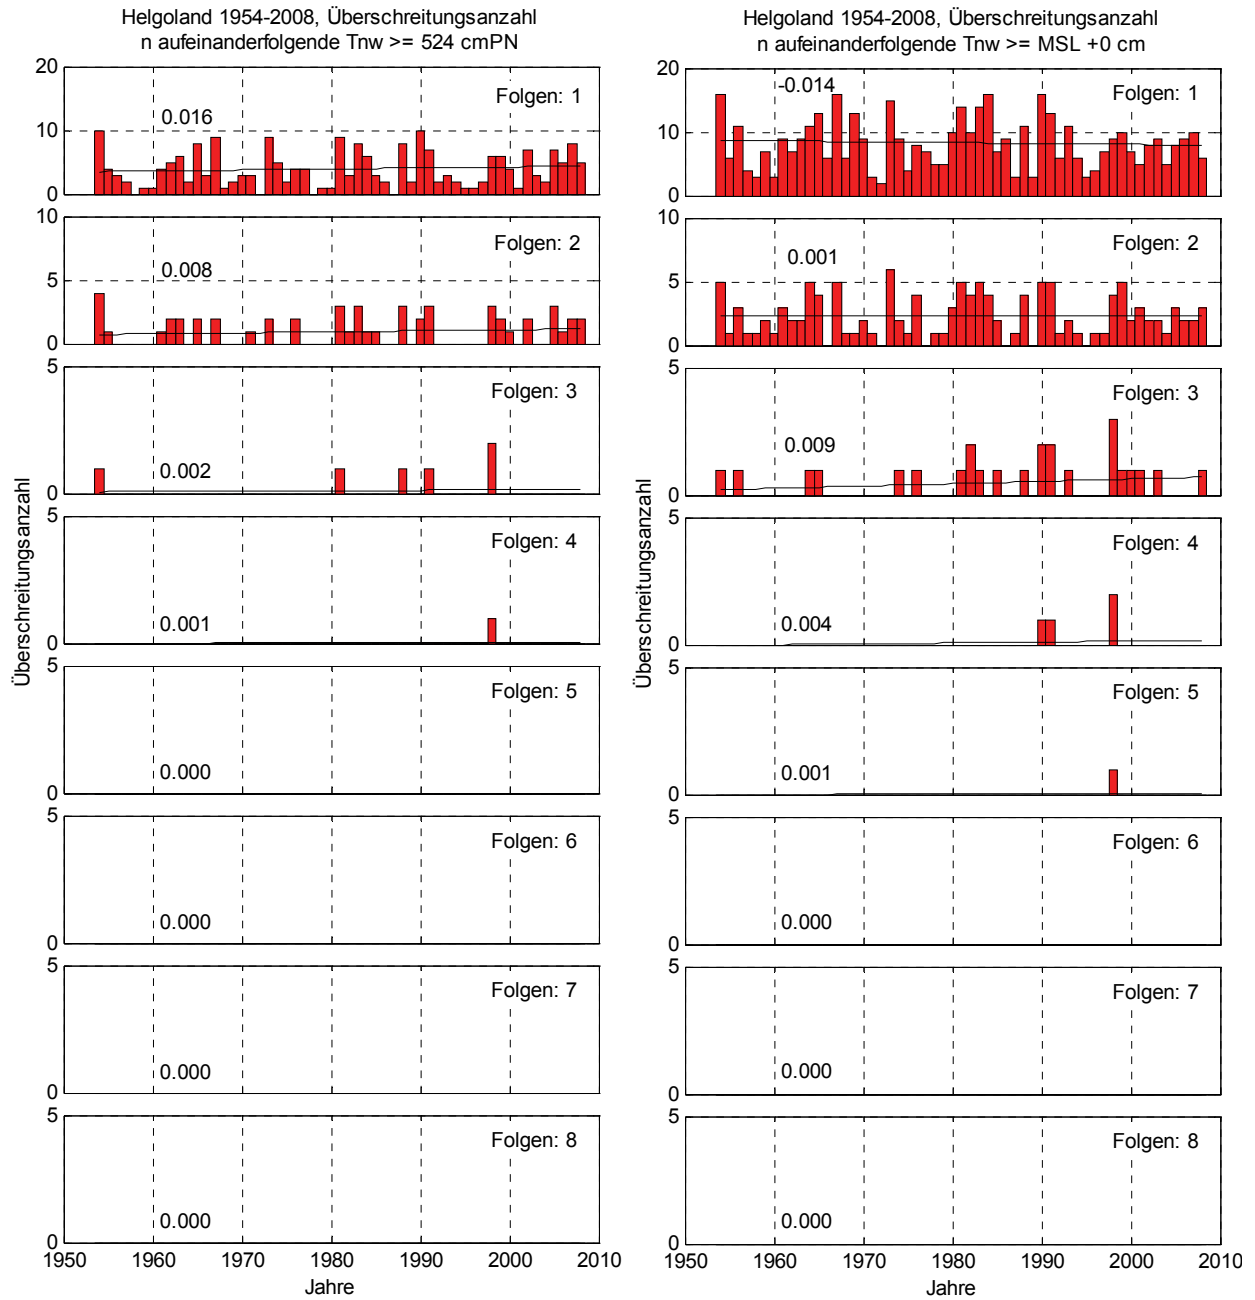 Helgoland 1954-2008, Überschreitungsanzahl
n aufeinanderfolgende Tnw >= 524 cmPN
20
10
0
0.016
Folgen: 1
10
5
0
0.008
Folgen: 2
5
0
0.002
Folgen: 3
5
0
0.001
Folgen: 4
5
0
0.000
Folgen: 5
5
0
0.000
Folgen: 6
5
0
0.000
Folgen: 7
5
0
0.000
Folgen: 8
Überschreitungsanzahl
1950 1960 1970 1980 1990 2000 2010
Jahre
Helgoland 1954-2008, Überschreitungsanzahl
n aufeinanderfolgende Tnw >= MSL +0 cm
20
10
0
-0.014
Folgen: 1
10
5
0
0.001
Folgen: 2
5
0
0.009
Folgen: 3
5
0
0.004
Folgen: 4
5
0
0.001
Folgen: 5
5
0
0.000
Folgen: 6
5
0
0.000
Folgen: 7
5
0
0.000
Folgen: 8
Überschreitungsanzahl
1950 1960 1970 1980 1990 2000 2010
Jahre